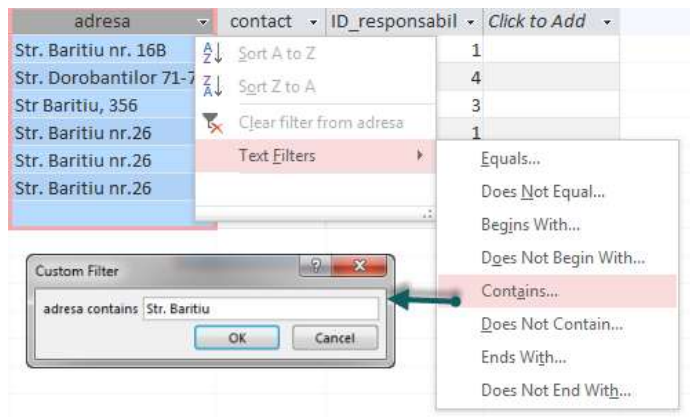 adresa contact ID_responsabil Click to Add
Str. Baritiu nr. 16B 1
Str. Dorobantilor 71-7 4
Str Baritiu, 356 3
Str. Baritiu nr.26 1
Str. Baritiu nr.26
Str. Baritiu nr.26
Sort A to Z
Sort Z to A
Clear filter from adresa
Text Filters
Equals...
Does Not Equal...
Begins With...
Does Not Begin With...
Contains...
Does Not Contain...
Ends With...
Does Not End With...
Custom Filter
adresa contains Str. Baritiu
OK Cancel